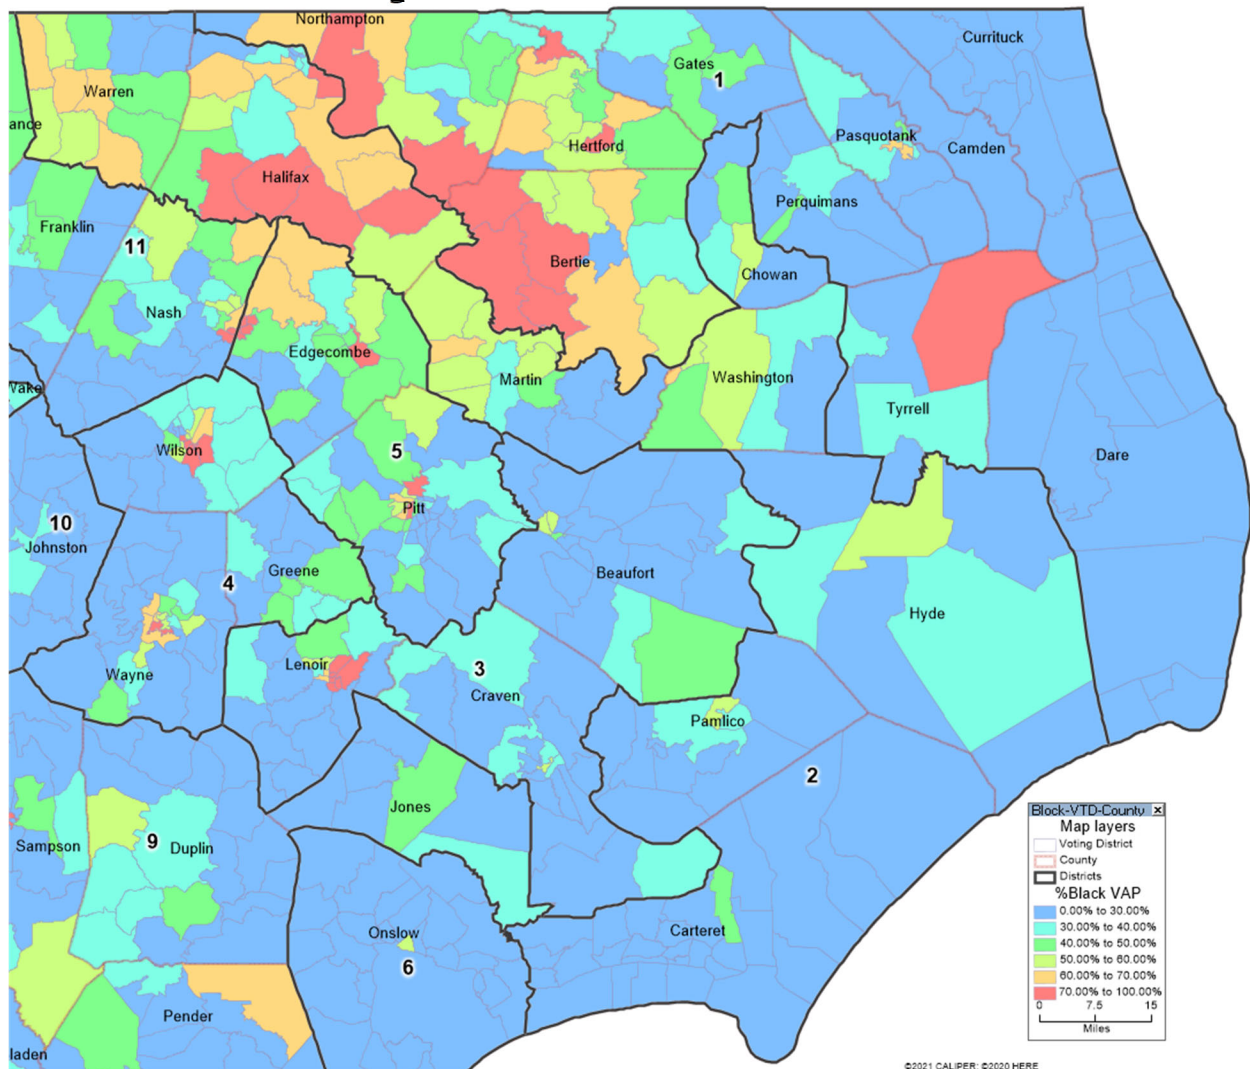 Northampton
Currituck
Gates
1
Warren
ance
Pasquotank
Hertford
Camden
Halifax
Perquimans
Franklin
11
Bertie
Chowan
Nash
Edgecombe
Martin
Washington
Wake
Tyrrell
Wilson
5
Dare
Pitt
10
Johnston
Greene
4
Beaufort
Hyde
Lenoir
3
Wayne
Craven
Pamlico
2
Jones
Sampson
9
Duplin
Onslow
Carteret
6
Pender
laden
Block-VTD-County
Map layers
Voting District
County
Districts
%Black VAP
0.00% to 30.00%
30.00% to 40.00%
40.00% to 50.00%
50.00% to 60.00%
60.00% to 70.00%
70.00% to 100.00%
0 7.5 15
Miles
©2021 CALIPER; ©2020 HERE